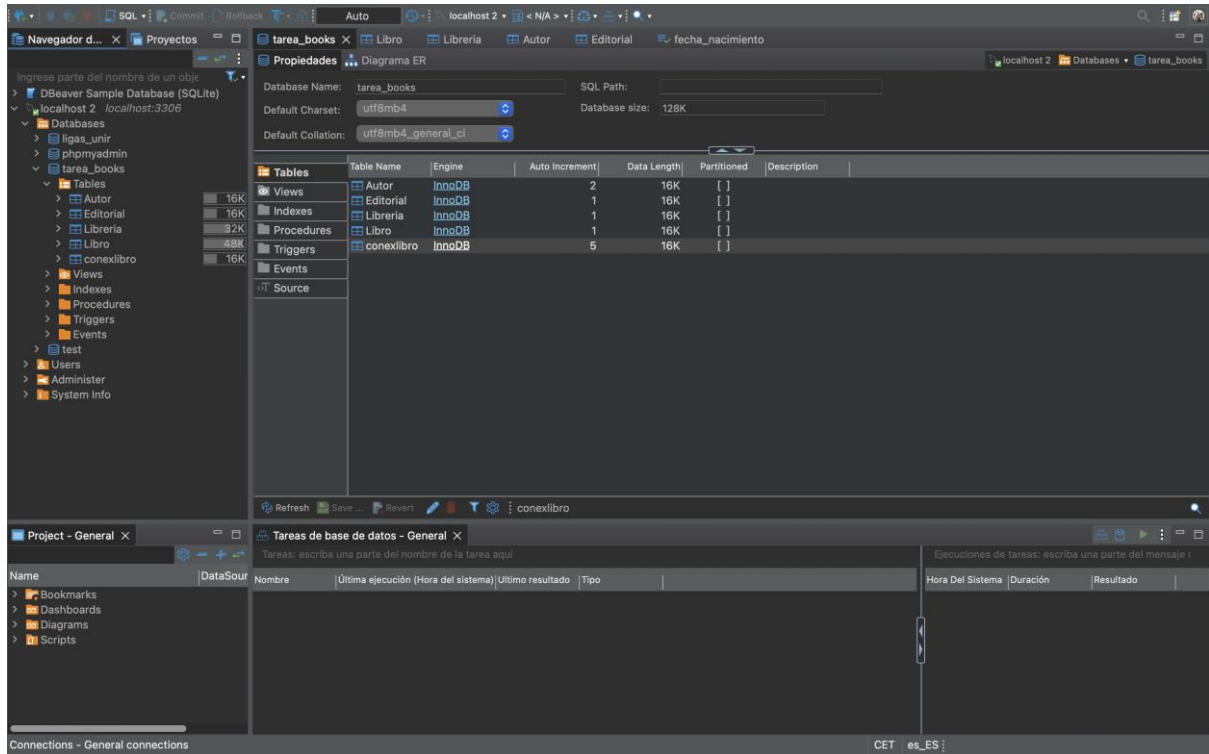 SQL Commit Rollback Auto localhost 2 < N/A >
Navegador d... Proyectos
Ingrese parte del nombre de un obje
DBeaver Sample Database (SQLite)
localhost 2 localhost:3306
Databases
ligas_unir
phpmyadmin
tarea_books
Tables
Autor 16K
Editorial 16K
Libreria 32K
Libro 48K
conexlibro 16K
Views
Indexes
Procedures
Triggers
Events
test
Users
Administer
System Info
tarea_books Libro Libreria Autor Editorial fecha_nacimiento
Propiedades Diagrama ER localhost 2 Databases tarea_books
Database Name: tarea_books SQL Path:
Default Charset: utf8mb4 Database size: 128K
Default Collation: utf8mb4_general_ci
Tables
Views
Indexes
Procedures
Triggers
Events
Source
Table Name Engine Auto Increment Data Length Partitioned Description
Autor InnoDB 2 16K [ ]
Editorial InnoDB 1 16K [ ]
Libreria InnoDB 1 16K [ ]
Libro InnoDB 1 16K [ ]
conexlibro InnoDB 5 16K [ ]
Refresh Save ... Revert conexlibro
Project - General
Name DataSour
Bookmarks
Dashboards
Diagrams
Scripts
Tareas de base de datos - General
Tareas: escriba una parte del nombre de la tarea aquí Ejecuciones de tareas: escriba una parte del mensaje
Nombre Última ejecución (Hora del sistema) Ultimo resultado Tipo Hora Del Sistema Duración Resultado
Connections - General connections CET es_ES